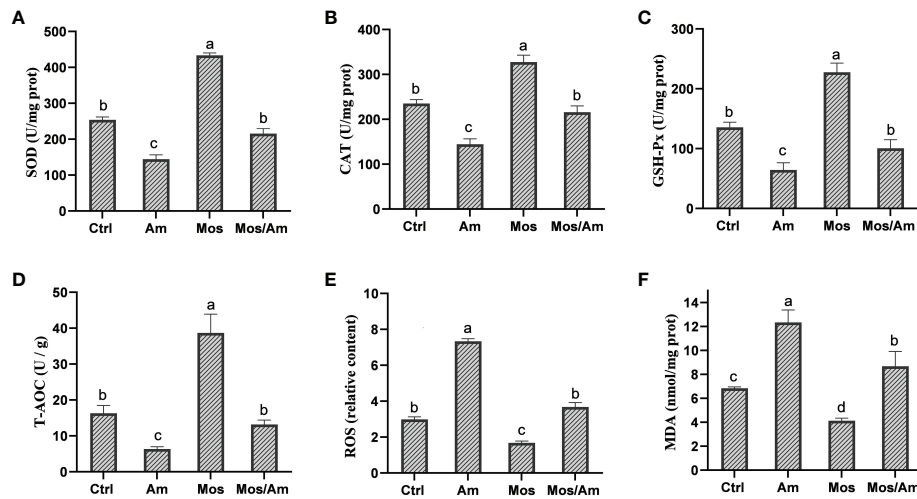 A
SOD (U/mg prot)
500
400
300
200
100
0
b
c
a
b
Ctrl Am Mos Mos/Am
B
CAT (U/mg prot)
400
300
200
100
0
b
c
a
b
Ctrl Am Mos Mos/Am
C
GSH-Px (U/mg prot)
300
200
100
0
b
c
a
b
Ctrl Am Mos Mos/Am
D
T-AOC (U / g)
50
40
30
20
10
0
b
c
a
b
Ctrl Am Mos Mos/Am
E
ROS (relative content)
10
8
6
4
2
0
b
a
c
b
Ctrl Am Mos Mos/Am
F
MDA (nmol/mg prot)
14
12
10
8
6
4
2
0
c
a
d
b
Ctrl Am Mos Mos/Am